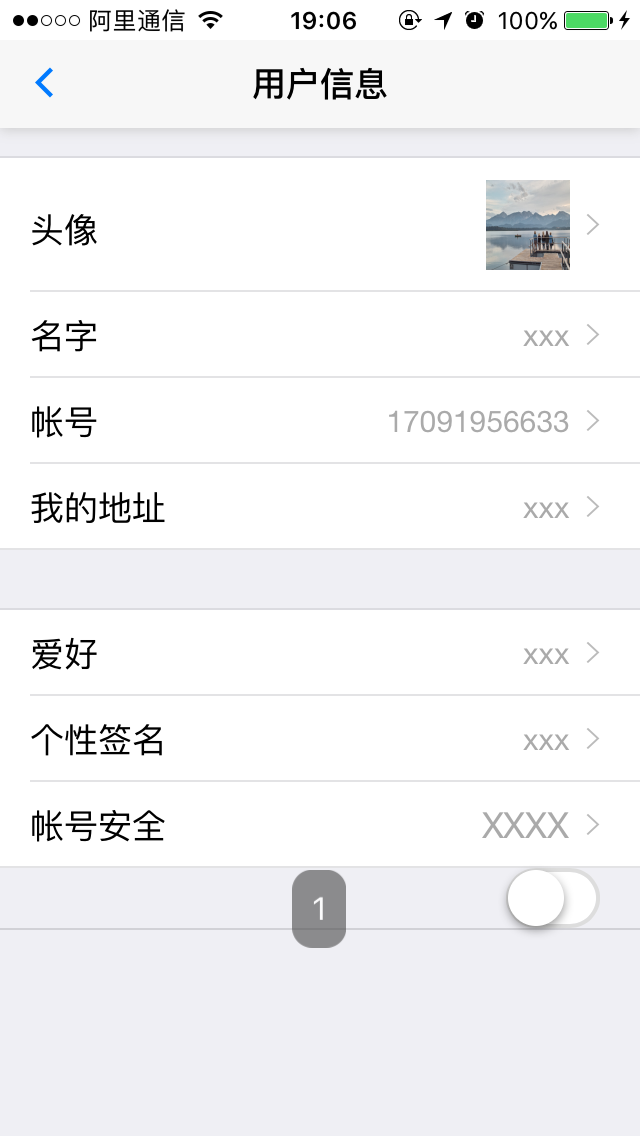 阿里通信 19:06 100%
用户信息
头像
名字 xxx
帐号 17091956633
我的地址 xxx
爱好 xxx
个性签名 xxx
帐号安全 XXXX
1